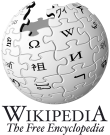 Ω W И
WIKIPEDIA
The Free Encyclopedia